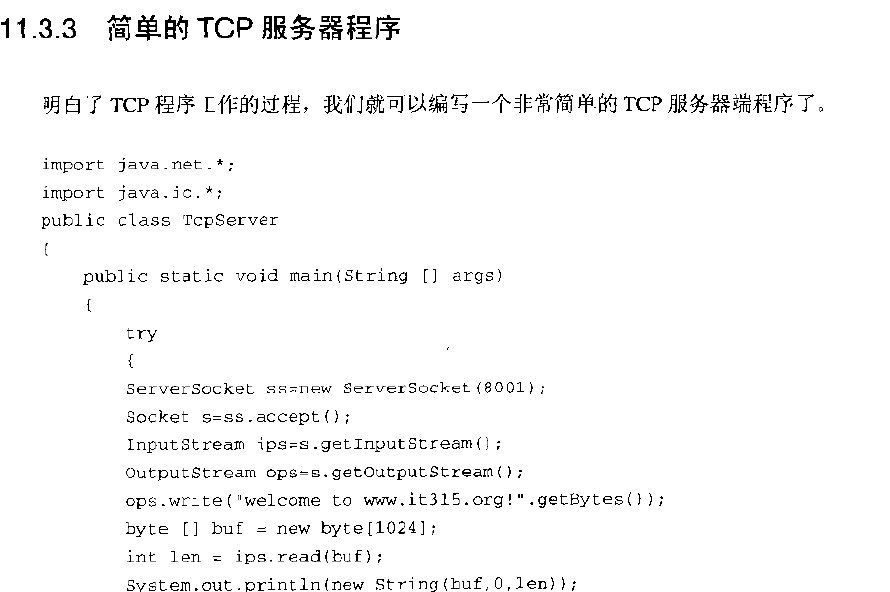 11.3.3 简单的 TCP 服务器程序
明白了 TCP 程序工作的过程，我们就可以编写一个非常简单的 TCP 服务器端程序了。
import java.net.*;
import java.io.*;
public class TcpServer
{
public static void main(String [] args)
{
try
{
ServerSocket ss=new ServerSocket(8001);
Socket s=ss.accept();
InputStream ips=s.getInputStream();
OutputStream ops=s.getOutputStream();
ops.write("welcome to www.it315.org!".getBytes());
byte [] buf = new byte[1024];
int len = ips.read(buf);
System.out.println(new String(buf,0,len));